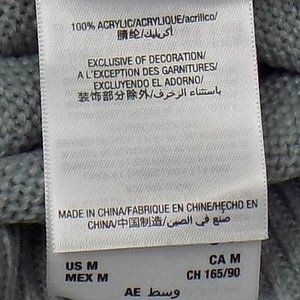 100% ACRYLIC/ACRYLIQUE/acrílico/
腈纶/أكريليك
EXCLUSIVE OF DECORATION/
A L'EXCEPTION DES GARNITURES/
EXCLUYENDO EL ADORNO/
装饰部分除外/باستثناء الزخرف
MADE IN CHINA/FABRIQUE EN CHINE/HECHO EN
CHINA/中国制造/صنع في الصين
US M CA M
MEX M CH 165/90
AE وسط